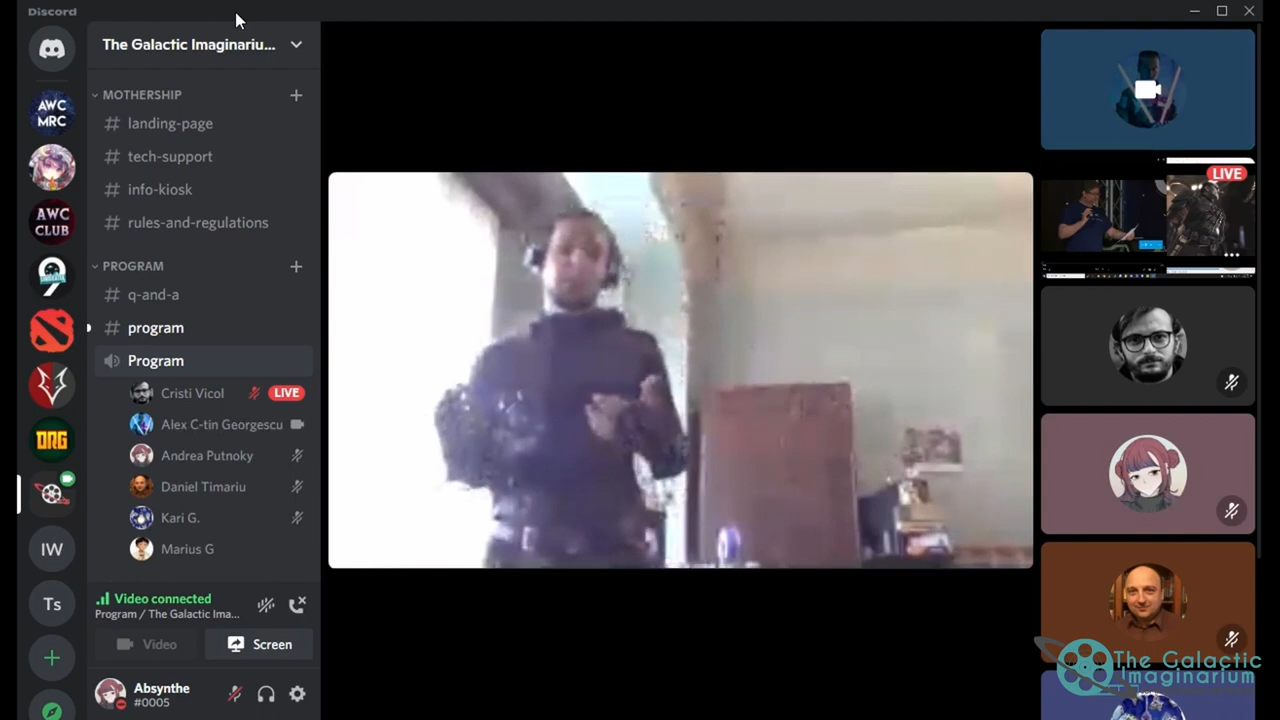 Discord
The Galactic Imaginariu...
AWC
MRC
MOTHERSHIP
landing-page
tech-support
info-kiosk
AWC
CLUB
rules-and-regulations
PROGRAM
q-and-a
program
Program
Cristi Vicol
LIVE
Alex C-tin Georgescu
Andrea Putnoky
Daniel Timariu
Kari G.
Marius G
ORG
IW
Ts
Video connected
Program / The Galactic Ima...
Video
Screen
Absynthe
#0005
LIVE
The Galactic
Imaginarium